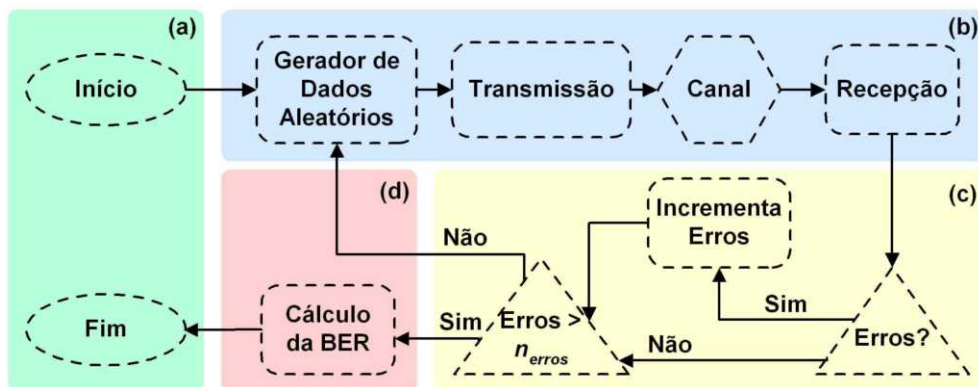 (a)
Início
(b)
Gerador de
Dados
Aleatórios
Transmissão
Canal
Recepção
(c)
Erros?
Sim
Incrementa
Erros
Não
Erros >
n_erros
Não
Sim
(d)
Cálculo
da BER
Fim